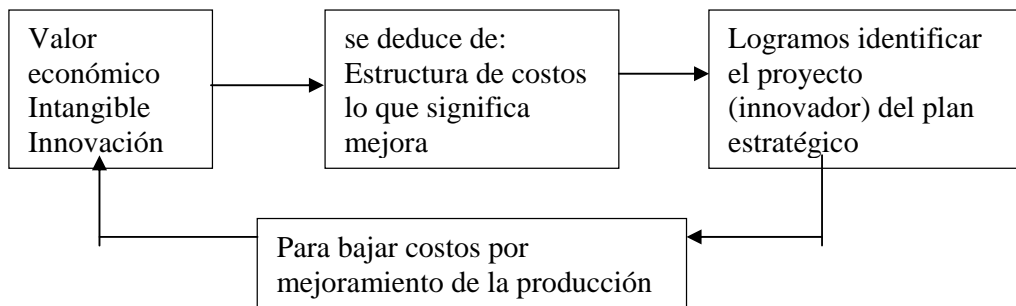 Valor
económico
Intangible
Innovación
se deduce de:
Estructura de costos
lo que significa
mejora
Logramos identificar
el proyecto
(innovador) del plan
estratégico
Para bajar costos por
mejoramiento de la producción